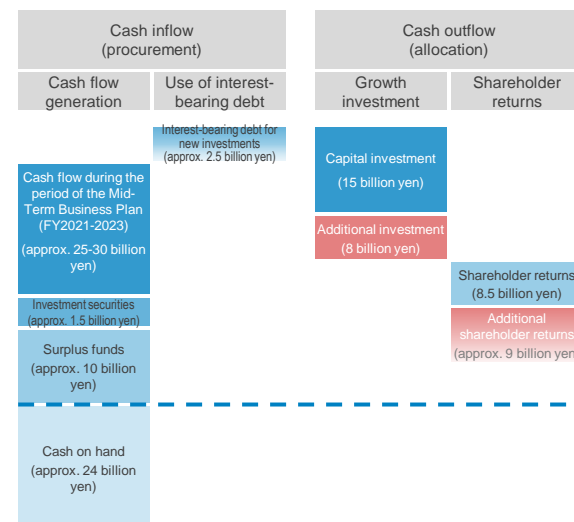 Cash inflow
(procurement)
Cash outflow
(allocation)
Cash flow
generation
Use of interest-
bearing debt
Growth
investment
Shareholder
returns
Interest-bearing debt for
new investments
(approx. 2.5 billion yen)
Capital investment
(15 billion yen)
Cash flow during the
period of the Mid-
Term Business Plan
(FY2021-2023)
(approx. 25-30 billion
yen)
Additional investment
(8 billion yen)
Shareholder returns
(8.5 billion yen)
Investment securities
(approx. 1.5 billion yen)
Additional
shareholder returns
(approx. 9 billion yen
Surplus funds
(approx. 10 billion
yen)
Cash on hand
(approx. 24 billion
yen)